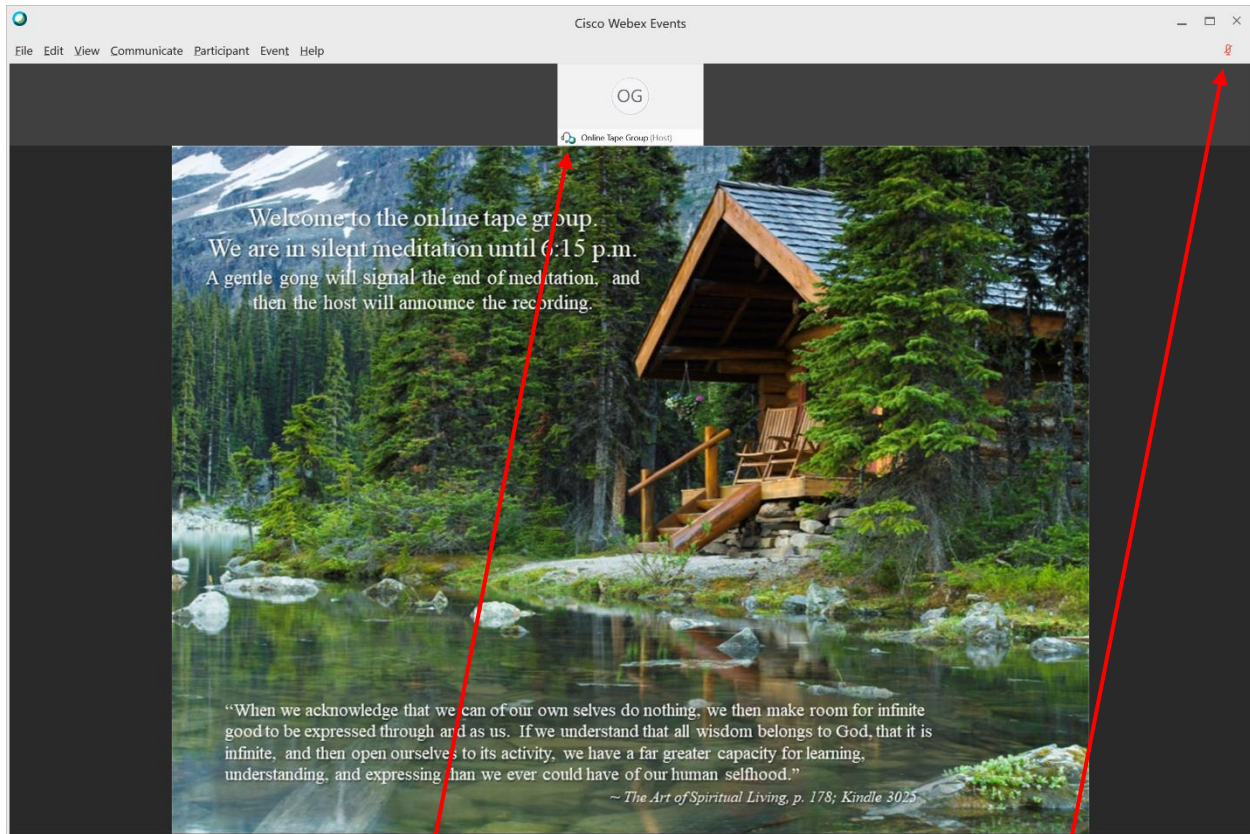 Cisco Webex Events
File Edit View Communicate Participant Event Help
OG
Online Tape Group (Host)
Welcome to the online tape group.
We are in silent meditation until 6:15 p.m.
A gentle gong will signal the end of meditation, and
then the host will announce the recording.
“When we acknowledge that we can of our own selves do nothing, we then make room for infinite
good to be expressed through and as us. If we understand that all wisdom belongs to God, that it is
infinite, and then open ourselves to its activity, we have a far greater capacity for learning,
understanding, and expressing than we ever could have of our human selfhood.”
~ The Art of Spiritual Living, p. 178; Kindle 3025